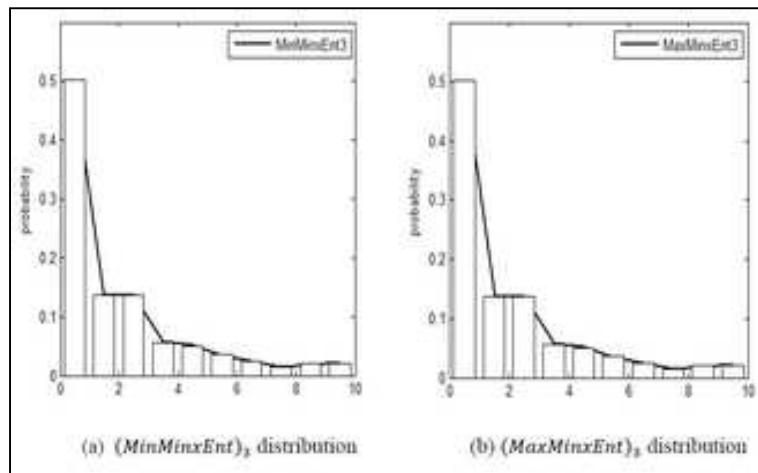 MinMinxEnt3
0.5
0.4
0.3
0.2
0.1
0
probability
0 2 4 6 8 10
(a) (MinMinxEnt)₃ distribution
MaxMinxEnt3
0.5
0.4
0.3
0.2
0.1
0
probability
0 2 4 6 8 10
(b) (MaxMinxEnt)₃ distribution